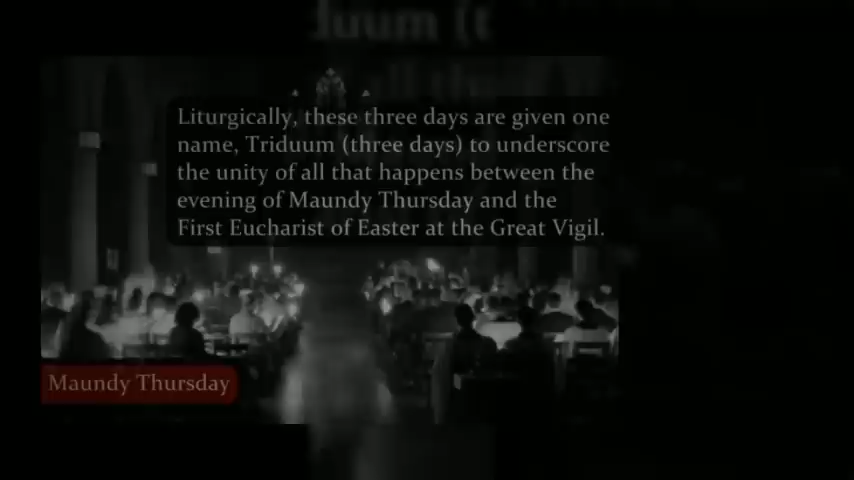 Liturgically, these three days are given one
name, Triduum (three days) to underscore
the unity of all that happens between the
evening of Maundy Thursday and the
First Eucharist of Easter at the Great Vigil.
Maundy Thursday